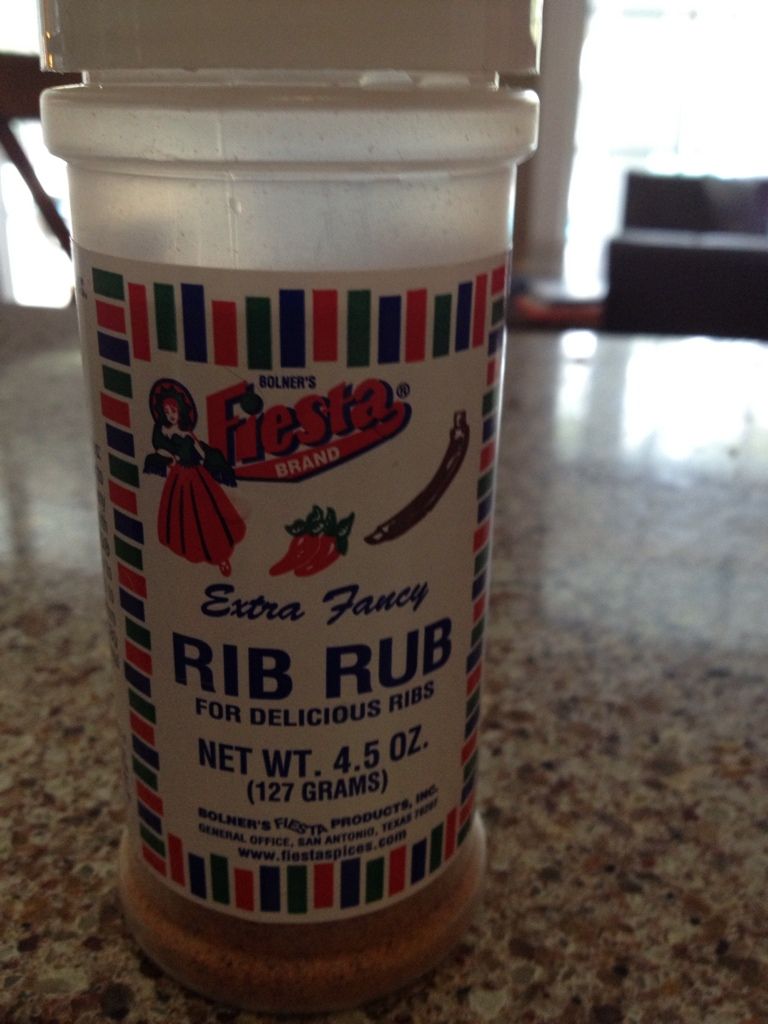 BOLNER'S
Fiesta®
BRAND
Extra Fancy
RIB RUB
FOR DELICIOUS RIBS
NET WT. 4.5 OZ.
(127 GRAMS)
BOLNER'S FIESTA PRODUCTS, INC.
GENERAL OFFICE, SAN ANTONIO, TEXAS 78207
www.fiestaspices.com